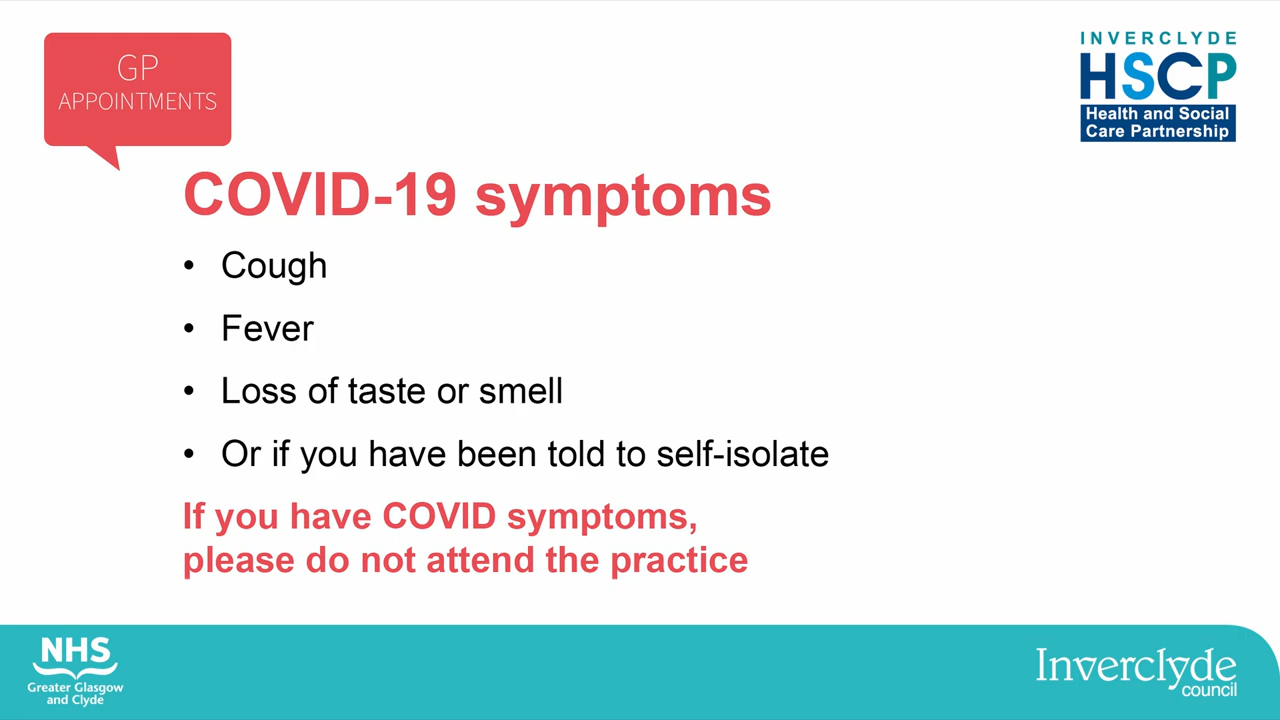 GP
APPOINTMENTS
INVERCLYDE
HSCP
Health and Social
Care Partnership
COVID-19 symptoms
• Cough
• Fever
• Loss of taste or smell
• Or if you have been told to self-isolate
If you have COVID symptoms,
please do not attend the practice
NHS
Greater Glasgow
and Clyde
Inverclyde
council